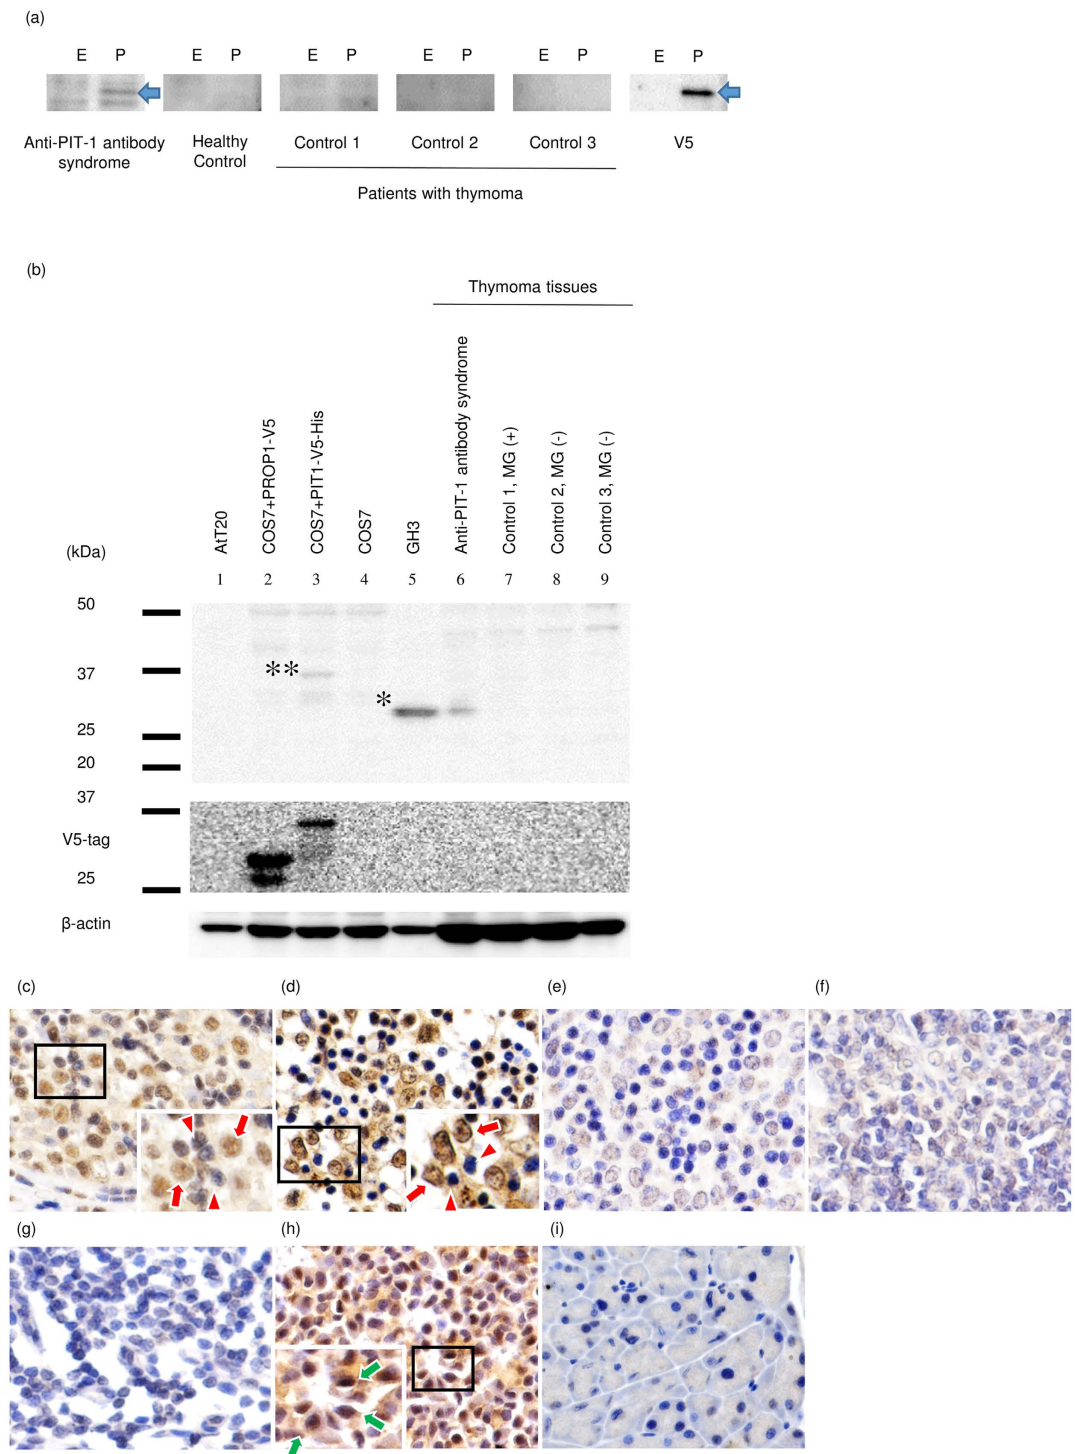 (a)
E P E P E P E P E P E P
Anti-PIT-1 antibody syndrome
Healthy Control
Control 1
Control 2
Control 3
V5
Patients with thymoma
(b)
Thymoma tissues
AtT20
COS7+PROP1-V5
COS7+PIT1-V5-His
COS7
GH3
Anti-PIT-1 antibody syndrome
Control 1, MG (+)
Control 2, MG (-)
Control 3, MG (-)
(kDa)
1 2 3 4 5 6 7 8 9
50
**
37
*
25
20
37
V5-tag
25
β-actin
(c) (d) (e) (f)
(g) (h) (i)